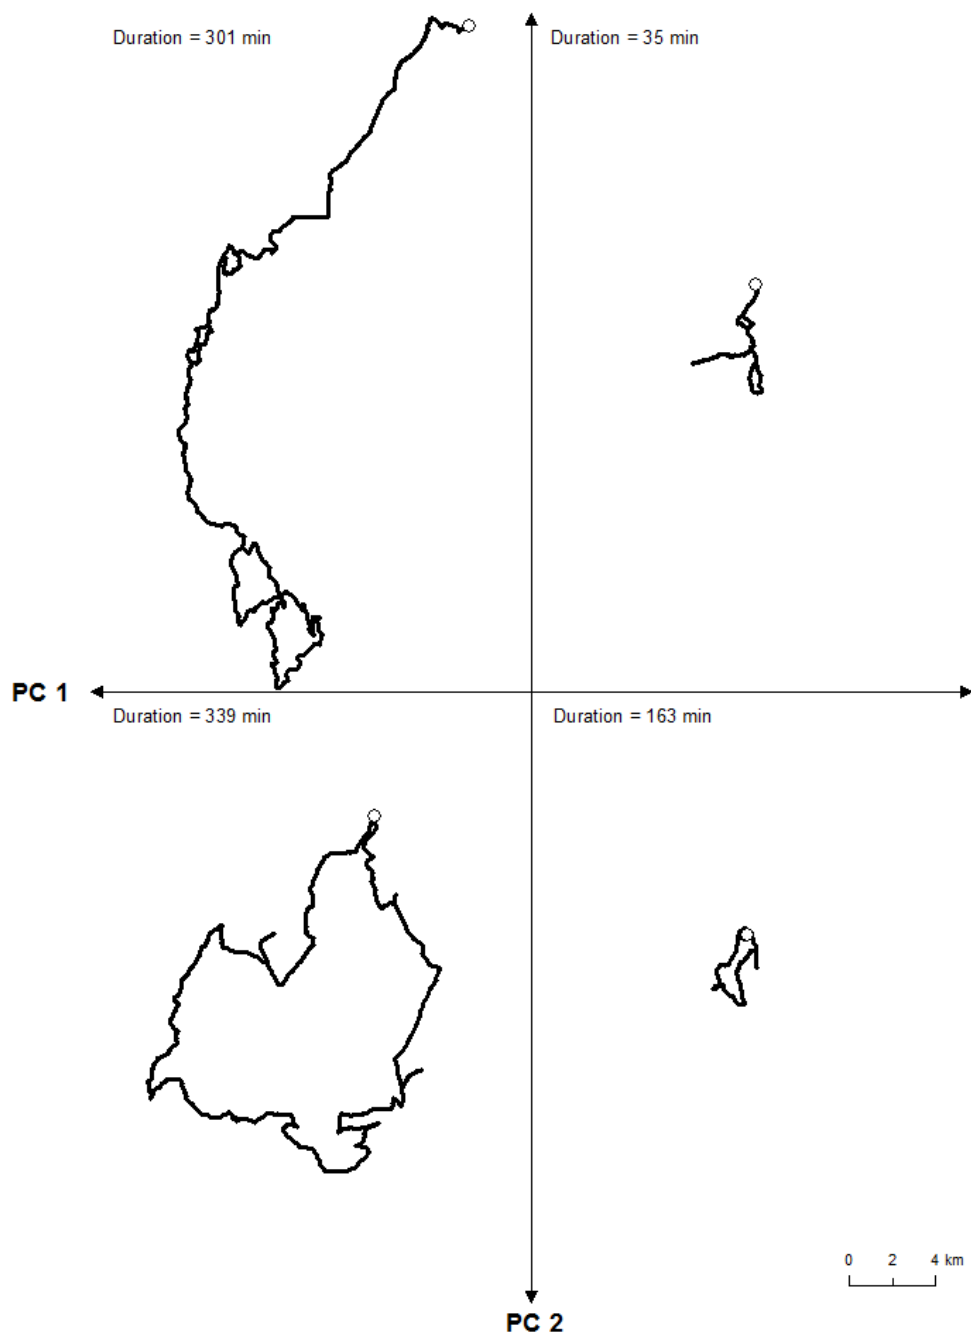 Duration = 301 min
Duration = 35 min
PC 1
Duration = 339 min
Duration = 163 min
0 2 4 km
PC 2